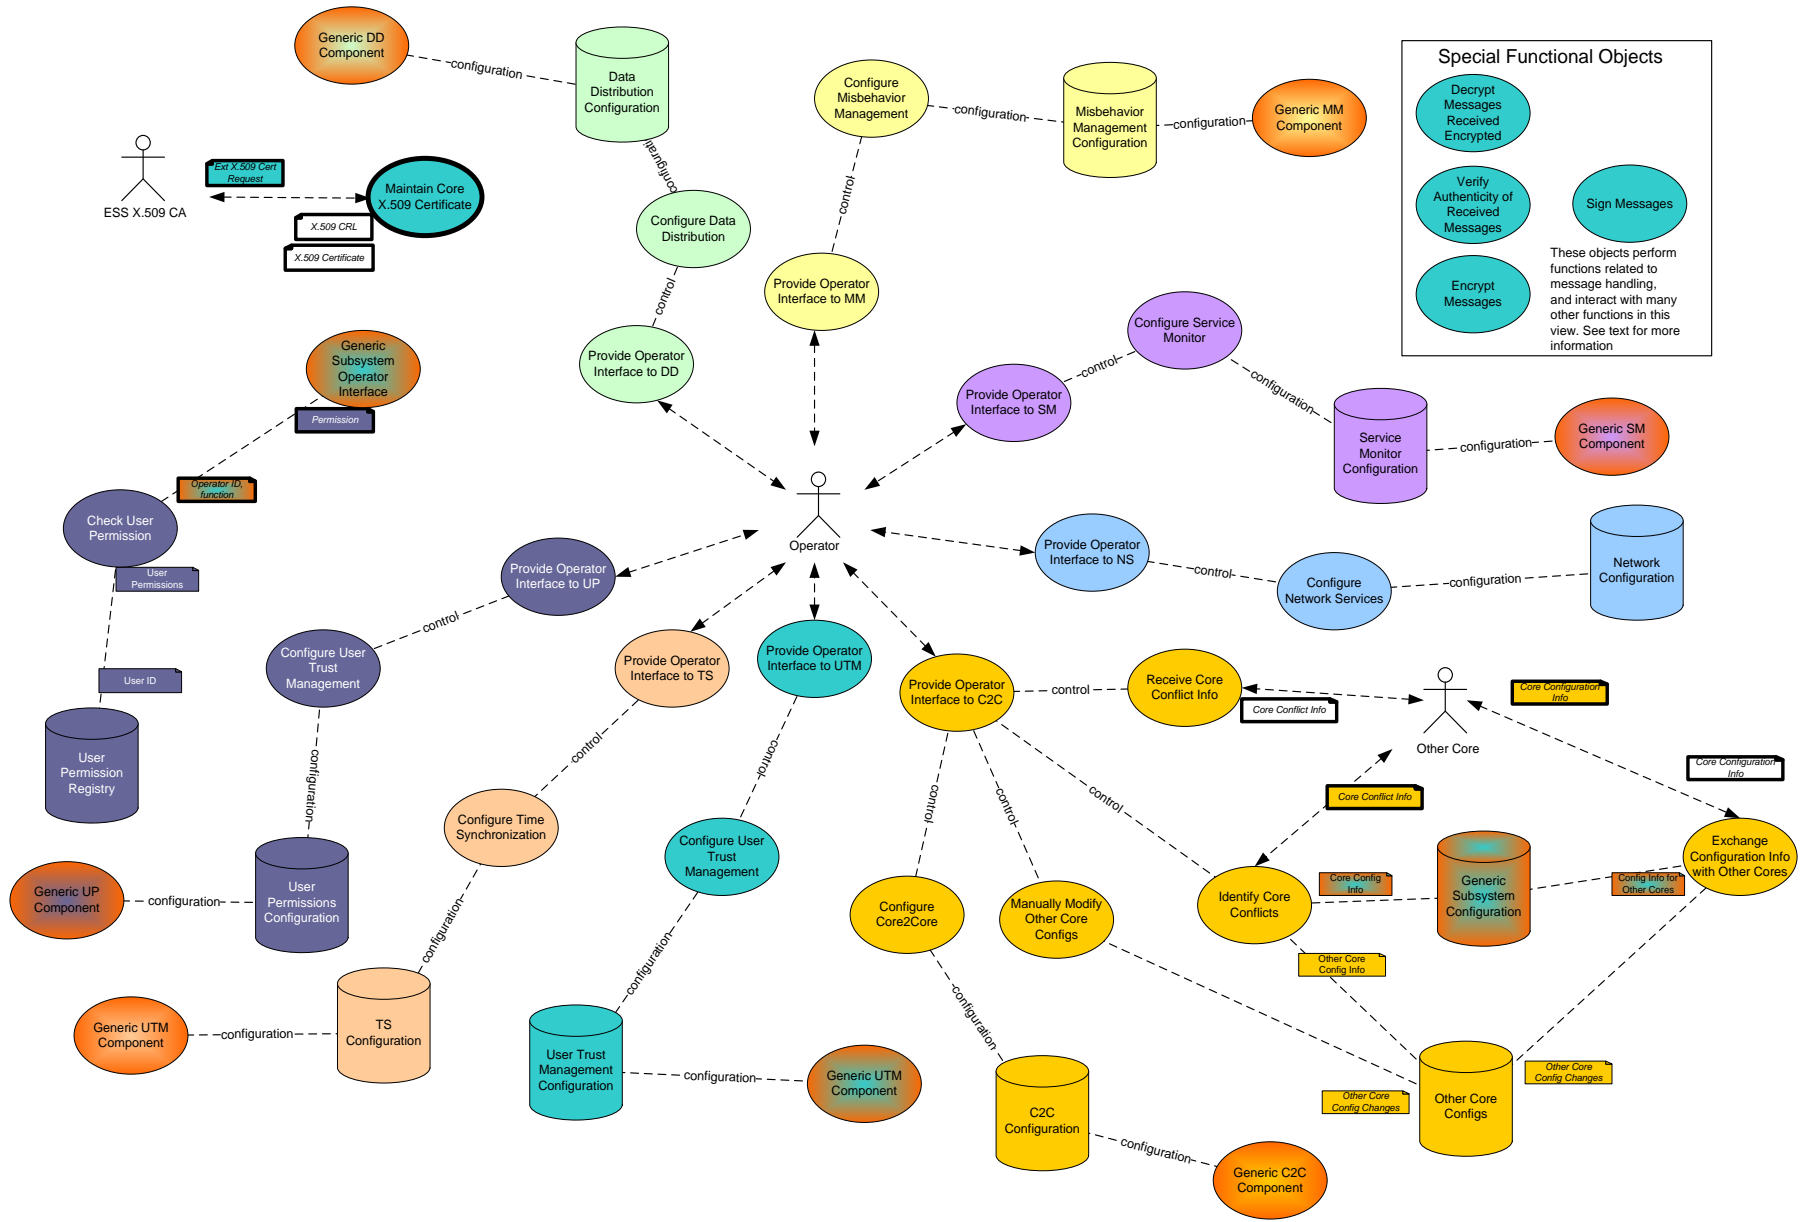 Generic DD
Component
configuration
Data
Distribution
Configuration
configuration
Configure Data
Distribution
control
Provide Operator
Interface to DD
Configure
Misbehavior
Management
configuration
Misbehavior
Management
Configuration
configuration
Generic MM
Component
control
Provide Operator
Interface to MM
Special Functional Objects
Decrypt
Messages
Received
Encrypted
Verify
Authenticity of
Received
Messages
Sign Messages
Encrypt
Messages
These objects perform
functions related to
message handling,
and interact with many
other functions in this
view. See text for more
information
ESS X.509 CA
Ext X.509 Cert
Request
Maintain Core
X.509 Certificate
X.509 CRL
X.509 Certificate
Generic
Subsystem
Operator
Interface
Permission
Operator ID,
function
Check User
Permission
User
Permissions
User ID
User
Permission
Registry
Configure Service
Monitor
control
Provide Operator
Interface to SM
configuration
Service
Monitor
Configuration
configuration
Generic SM
Component
Operator
Provide Operator
Interface to NS
control
Configure
Network Services
configuration
Network
Configuration
Provide Operator
Interface to UP
control
Configure User
Trust
Management
configuration
User
Permissions
Configuration
configuration
Generic UP
Component
Provide Operator
Interface to TS
control
Configure Time
Synchronization
configuration
TS
Configuration
configuration
Generic UTM
Component
Provide Operator
Interface to UTM
control
Configure User
Trust
Management
configuration
User Trust
Management
Configuration
configuration
Generic UTM
Component
Provide Operator
Interface to C2C
control
Receive Core
Conflict Info
Core Conflict Info
Other Core
Core Configuration
Info
Core Configuration
Info
Core Conflict Info
control
control
control
Configure
Core2Core
Manually Modify
Other Core
Configs
Identify Core
Conflicts
Core Config
Info
Generic
Subsystem
Configuration
Config Info for
Other Cores
Exchange
Configuration Info
with Other Cores
Other Core
Config Info
configuration
C2C
Configuration
configuration
Generic C2C
Component
Other Core
Config Changes
Other Core
Configs
Other Core
Config Changes